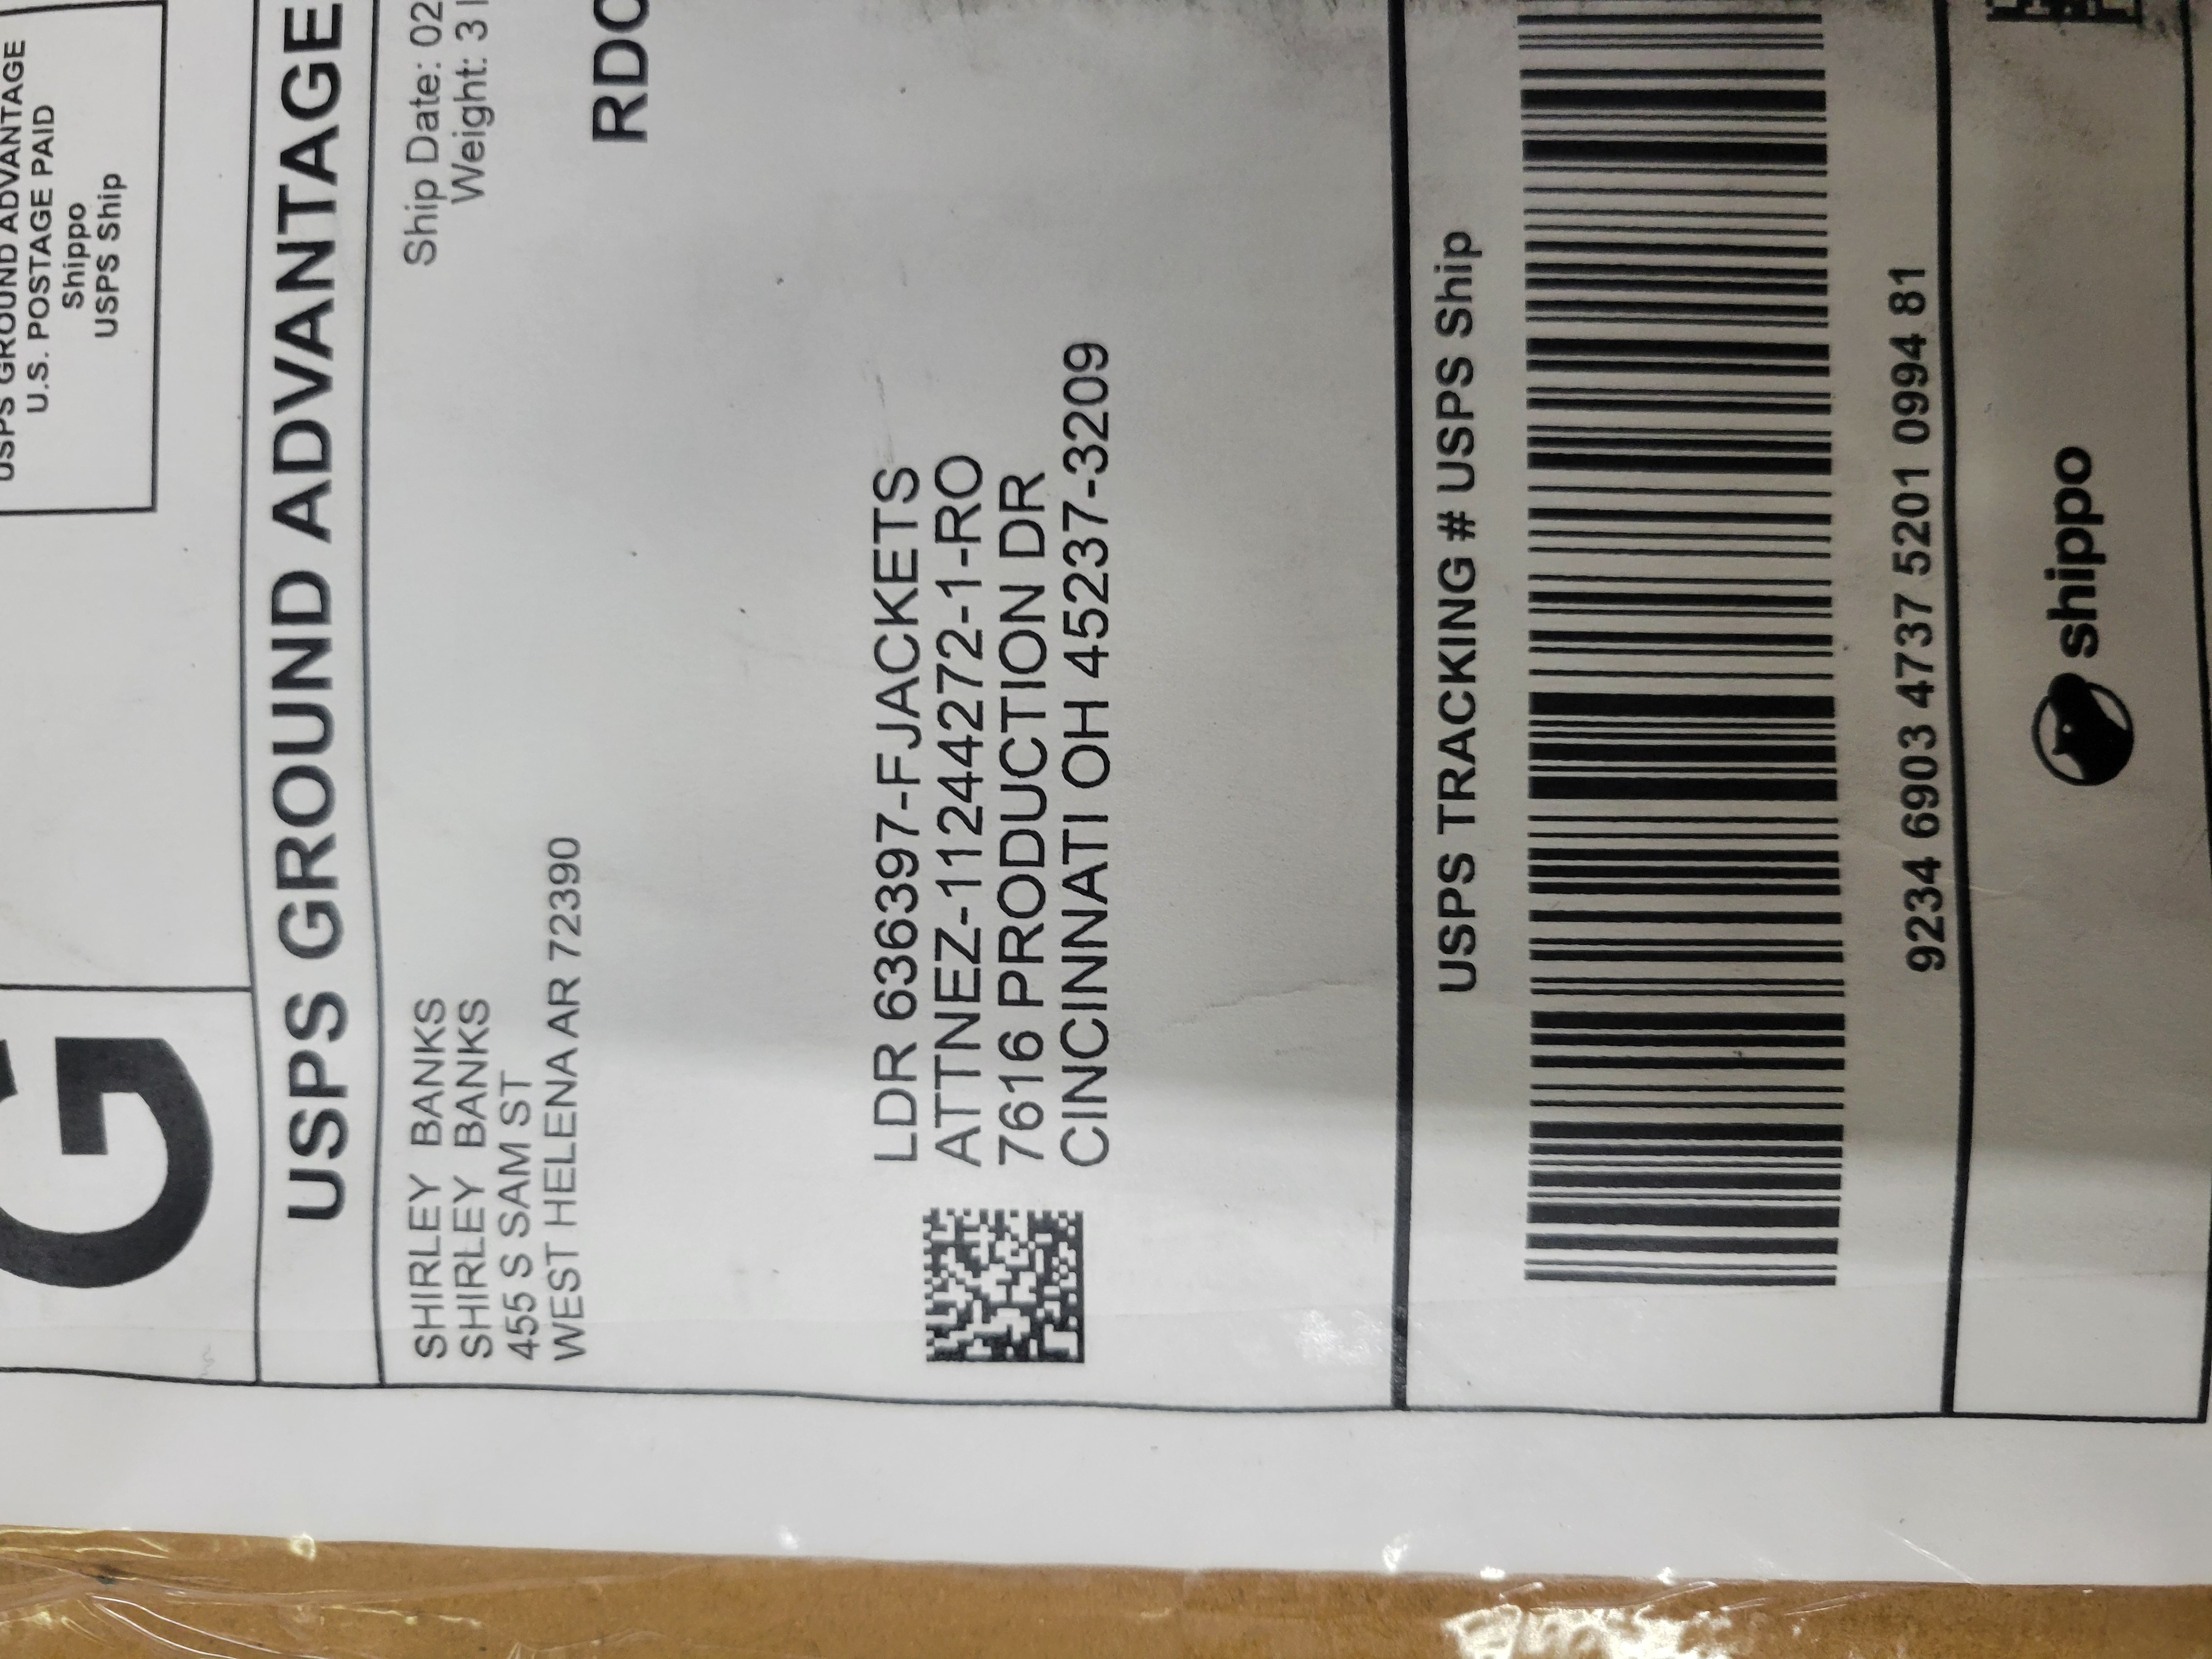 G
USPS GROUND ADVANTAGE
U.S. POSTAGE PAID
Shippo
USPS Ship
USPS GROUND ADVANTAGE
SHIRLEY BANKS
SHIRLEY BANKS
455 S SAM ST
WEST HELENA AR 72390
Ship Date: 02
Weight: 3
RDC
LDR 636397-FJACKETS
ATTNEZ-11244272-1-RO
7616 PRODUCTION DR
CINCINNATI OH 45237-3209
USPS TRACKING # USPS Ship
9234 6903 4737 5201 0994 81
shippo